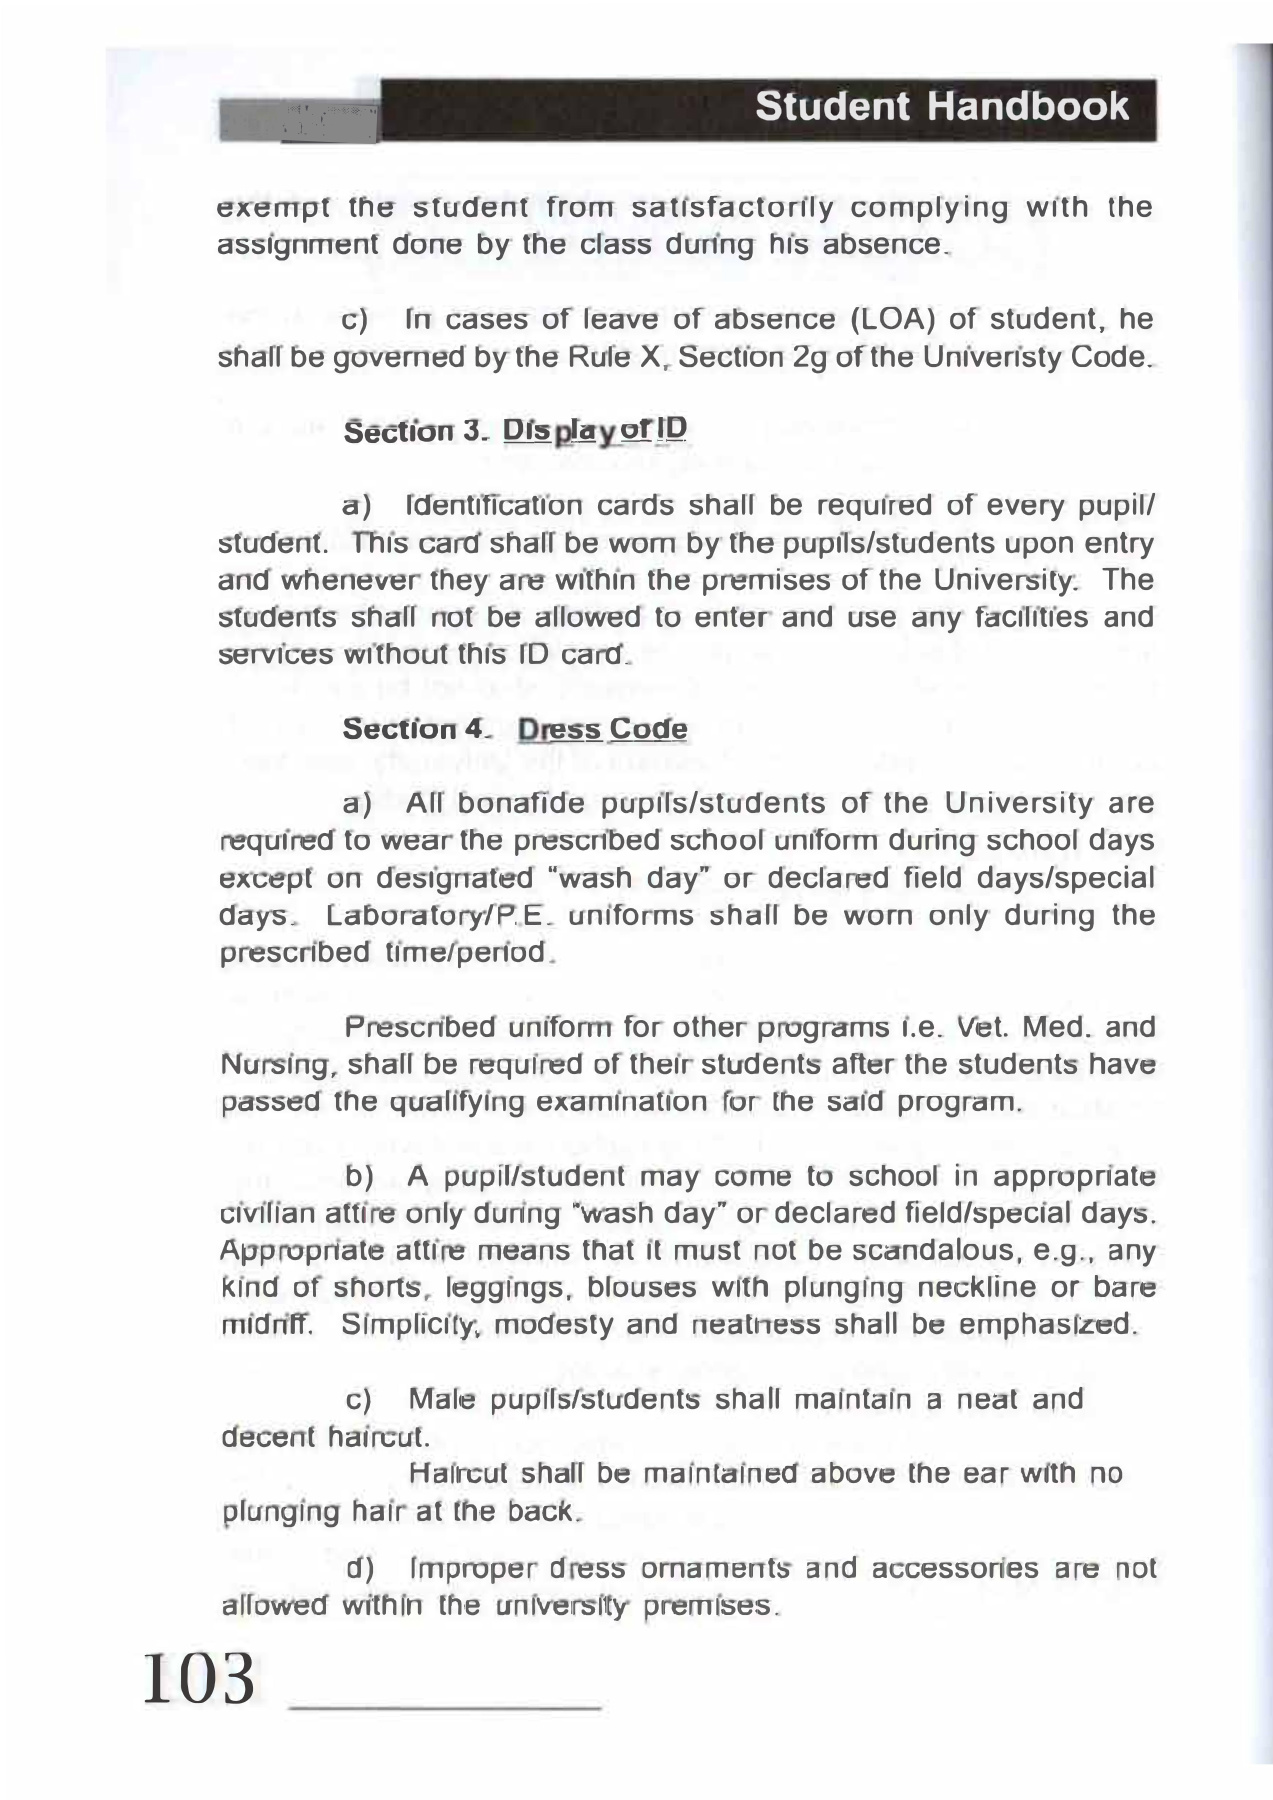 Student Handbook
exempt the student from satisfactorily complying with the
assignment done by the class during his absence.
c) In cases of leave of absence (LOA) of student, he
shall be governed by the Rule X, Section 2g of the Univeristy Code.
Section 3. Display of ID
a) Identification cards shall be required of every pupil/
student. This card shall be worn by the pupils/students upon entry
and whenever they are within the premises of the University. The
students shall not be allowed to enter and use any facilities and
services without this ID card.
Section 4. Dress Code
a) All bonafide pupils/students of the University are
required to wear the prescribed school uniform during school days
except on designated "wash day" or declared field days/special
days. Laboratory/P.E. uniforms shall be worn only during the
prescribed time/period.
Prescribed uniform for other programs i.e. Vet. Med. and
Nursing, shall be required of their students after the students have
passed the qualifying examination for the said program.
b) A pupil/student may come to school in appropriate
civilian attire only during "wash day" or declared field/special days.
Appropriate attire means that it must not be scandalous, e.g., any
kind of shorts, leggings, blouses with plunging neckline or bare
midriff. Simplicity, modesty and neatness shall be emphasized.
c) Male pupils/students shall maintain a neat and
decent haircut.
Haircut shall be maintained above the ear with no
plunging hair at the back.
d) Improper dress ornaments and accessories are not
allowed within the university premises.
103